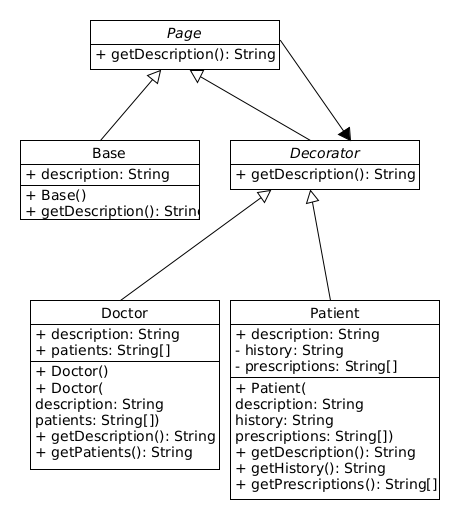 Page
+ getDescription(): String
Base
+ description: String
+ Base()
+ getDescription(): String
Decorator
+ getDescription(): String
Doctor
+ description: String
+ patients: String[]
+ Doctor()
+ Doctor(
description: String
patients: String[])
+ getDescription(): String
+ getPatients(): String
Patient
+ description: String
- history: String
- prescriptions: String[]
+ Patient(
description: String
history: String
prescriptions: String[])
+ getDescription(): String
+ getHistory(): String
+ getPrescriptions(): String[]